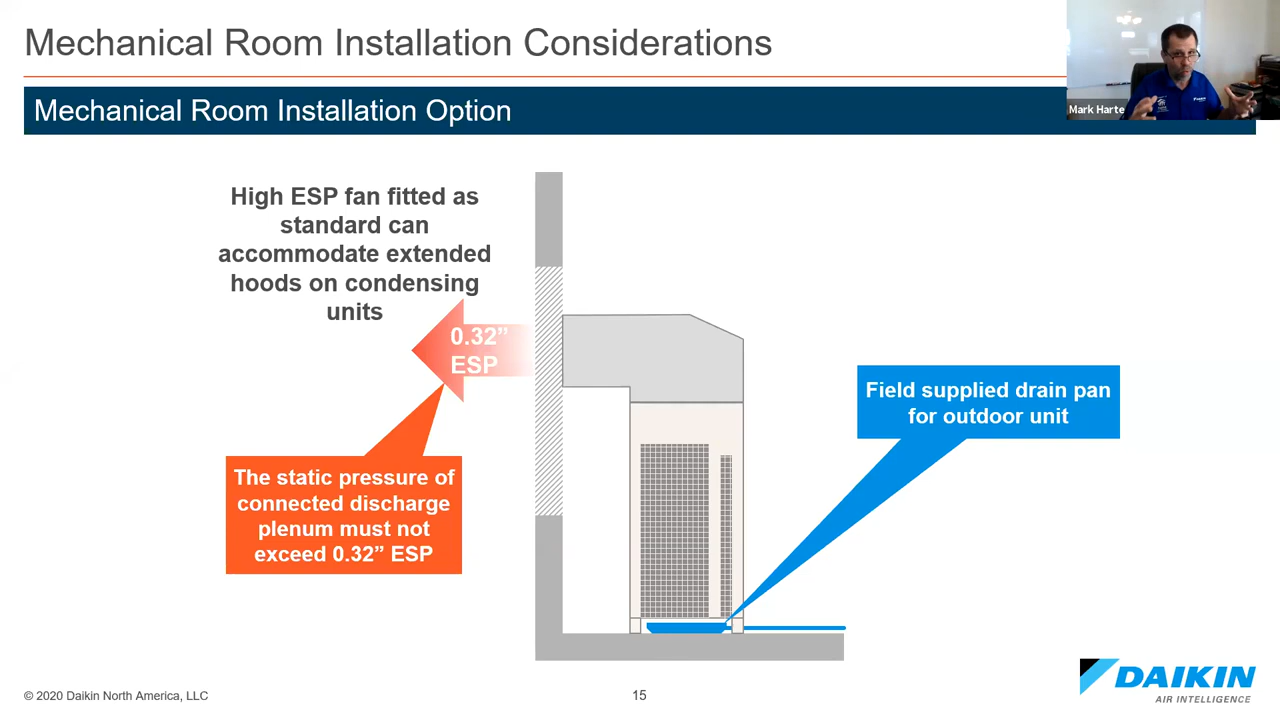 Mechanical Room Installation Considerations
Mark Harte
Mechanical Room Installation Option
High ESP fan fitted as
standard can
accommodate extended
hoods on condensing
units
0.32”
ESP
Field supplied drain pan
for outdoor unit
The static pressure of
connected discharge
plenum must not
exceed 0.32” ESP
© 2020 Daikin North America, LLC
15
DAIKIN
AIR INTELLIGENCE